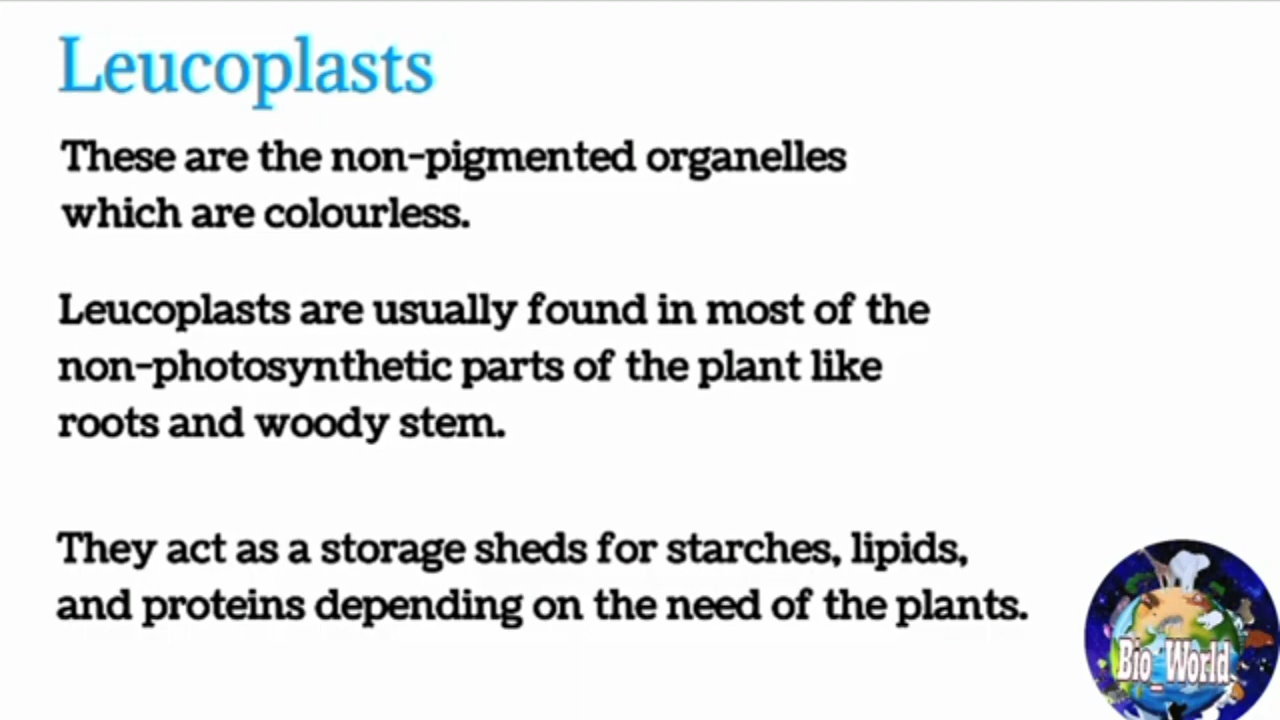 Leucoplasts
These are the non-pigmented organelles
which are colourless.
Leucoplasts are usually found in most of the
non-photosynthetic parts of the plant like
roots and woody stem.
They act as a storage sheds for starches, lipids,
and proteins depending on the need of the plants.
Bio_World